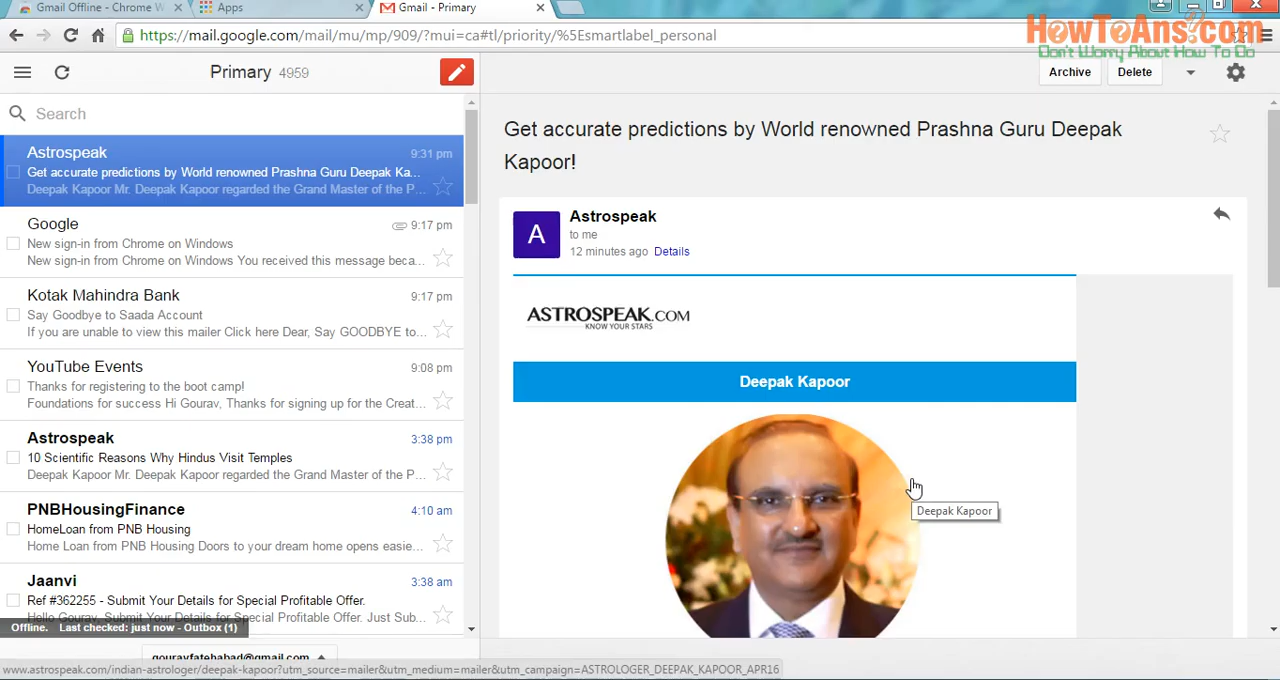 Gmail Offline - Chrome W
Apps
Gmail - Primary
https://mail.google.com/mail/mu/mp/909/?mui=ca#tl/priority/%5Esmartlabel_personal
HowToAns.com
Don't Worry About How To Do
Primary 4959
Archive
Delete
Search
Astrospeak 9:31 pm
Get accurate predictions by World renowned Prashna Guru Deepak Ka...
Deepak Kapoor Mr. Deepak Kapoor regarded the Grand Master of the P...
Google 9:17 pm
New sign-in from Chrome on Windows
New sign-in from Chrome on Windows You received this message beca...
Kotak Mahindra Bank 9:17 pm
Say Goodbye to Saada Account
If you are unable to view this mailer Click here Dear, Say GOODBYE to...
YouTube Events 9:08 pm
Thanks for registering to the boot camp!
Foundations for success Hi Gourav, Thanks for signing up for the Creat...
Astrospeak 3:38 pm
10 Scientific Reasons Why Hindus Visit Temples
Deepak Kapoor Mr. Deepak Kapoor regarded the Grand Master of the P...
PNBHousingFinance 4:10 am
HomeLoan from PNB Housing
Home Loan from PNB Housing Doors to your dream home opens easie...
Jaanvi 3:38 am
Ref #362255 - Submit Your Details for Special Profitable Offer.
Hello Gourav, Submit Your Details for Special Profitable Offer. Just Sub...
Offline. Last checked: just now - Outbox (1)
gouravfatehabad@gmail.com
www.astrospeak.com/indian-astrologer/deepak-kapoor?utm_source=mailer&utm_medium=mailer&utm_campaign=ASTROLOGER_DEEPAK_KAPOOR_APR16
Get accurate predictions by World renowned Prashna Guru Deepak
Kapoor!
A
Astrospeak
to me
12 minutes ago Details
ASTROSPEAK.COM
KNOW YOUR STARS
Deepak Kapoor
Deepak Kapoor